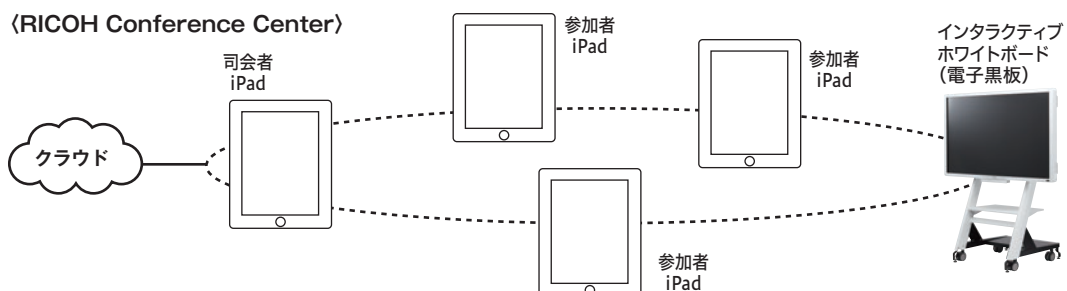 〈RICOH Conference Center〉
司会者
iPad
参加者
iPad
参加者
iPad
インタラクティブ
ホワイトボード
（電子黒板）
クラウド
参加者
iPad